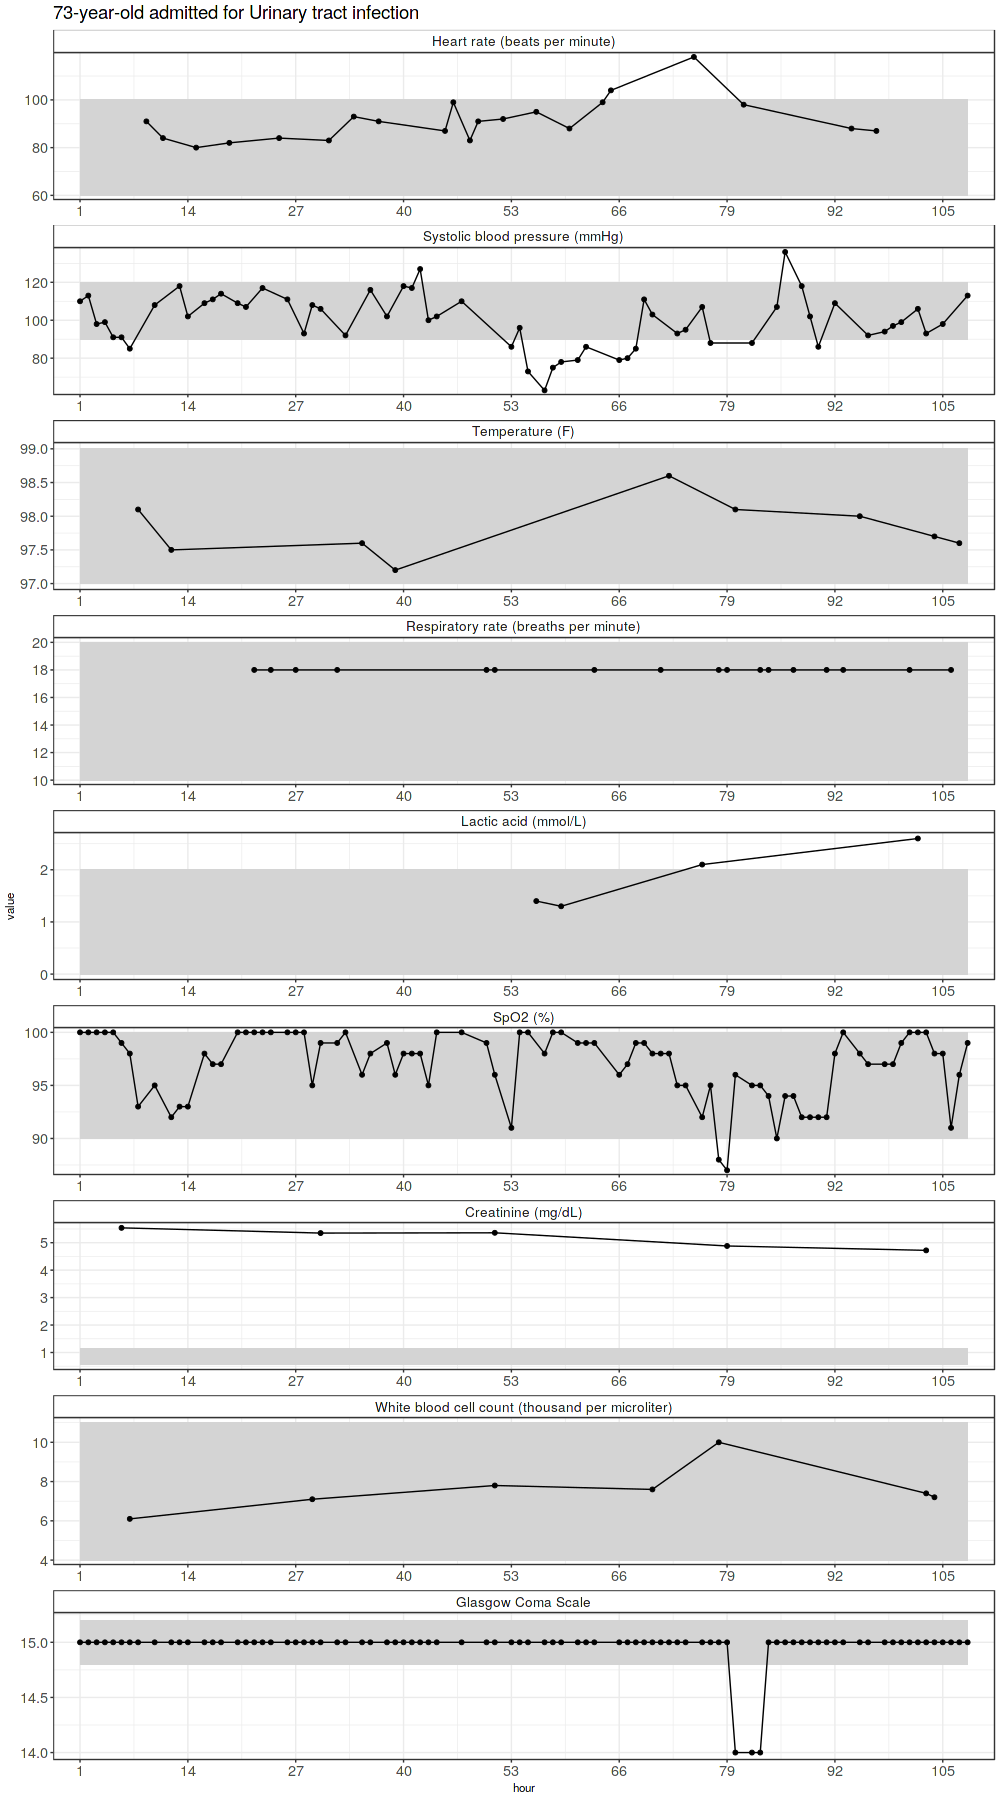 73-year-old admitted for Urinary tract infection
Heart rate (beats per minute)
100
80
60
1 14 27 40 53 66 79 92 105
Systolic blood pressure (mmHg)
120
100
80
1 14 27 40 53 66 79 92 105
Temperature (F)
99.0
98.5
98.0
97.5
97.0
1 14 27 40 53 66 79 92 105
Respiratory rate (breaths per minute)
20
18
16
14
12
10
1 14 27 40 53 66 79 92 105
Lactic acid (mmol/L)
2
1
0
1 14 27 40 53 66 79 92 105
value
SpO2 (%)
100
95
90
1 14 27 40 53 66 79 92 105
Creatinine (mg/dL)
5
4
3
2
1
1 14 27 40 53 66 79 92 105
White blood cell count (thousand per microliter)
10
8
6
4
1 14 27 40 53 66 79 92 105
Glasgow Coma Scale
15.0
14.5
14.0
1 14 27 40 53 66 79 92 105
hour